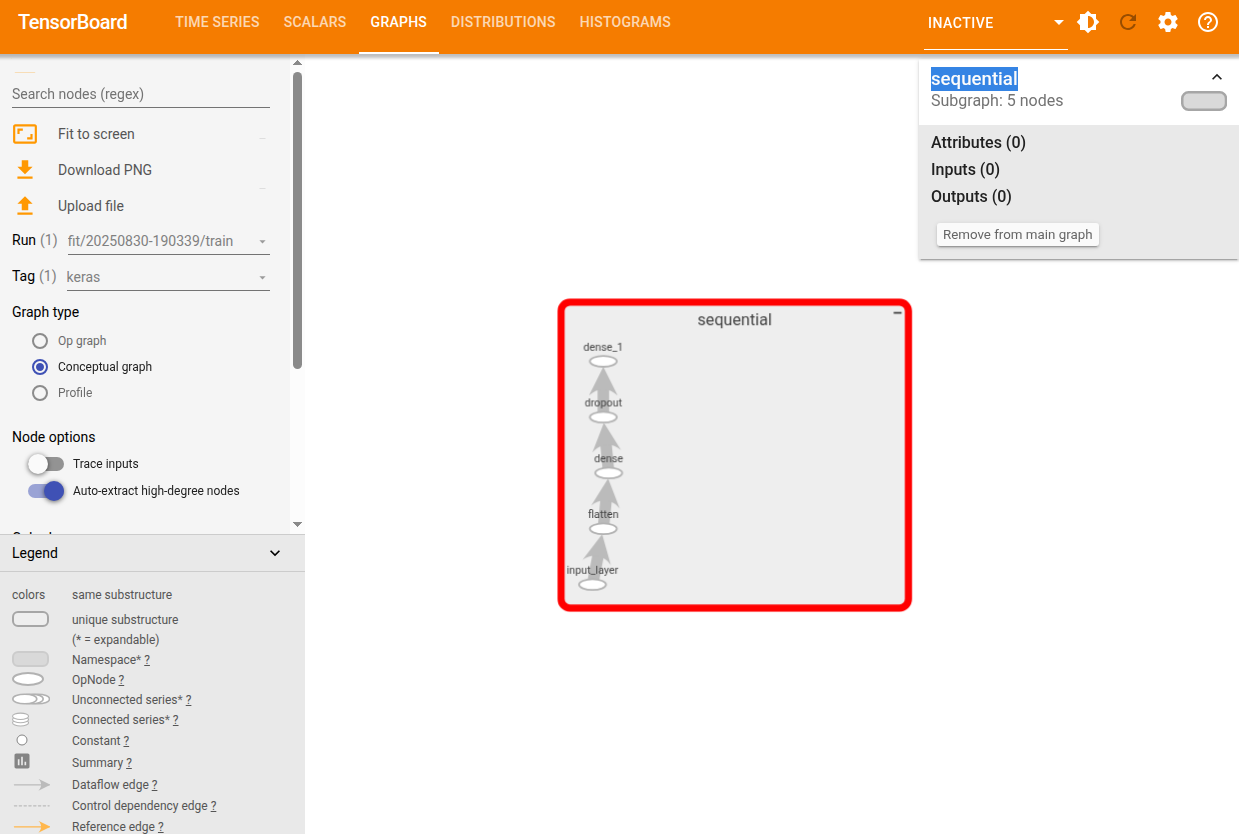 TensorBoard
TIME SERIES
SCALARS
GRAPHS
DISTRIBUTIONS
HISTOGRAMS
INACTIVE
Search nodes (regex)
Fit to screen
Download PNG
Upload file
Run (1) fit/20250830-190339/train
Tag (1) keras
Graph type
Op graph
Conceptual graph
Profile
Node options
Trace inputs
Auto-extract high-degree nodes
Legend
colors same substructure
unique substructure
(* = expandable)
Namespace* ?
OpNode ?
Unconnected series* ?
Connected series* ?
Constant ?
Summary ?
Dataflow edge ?
Control dependency edge ?
Reference edge ?
sequential
dense_1
dropout
dense
flatten
input_layer
sequential
Subgraph: 5 nodes
Attributes (0)
Inputs (0)
Outputs (0)
Remove from main graph